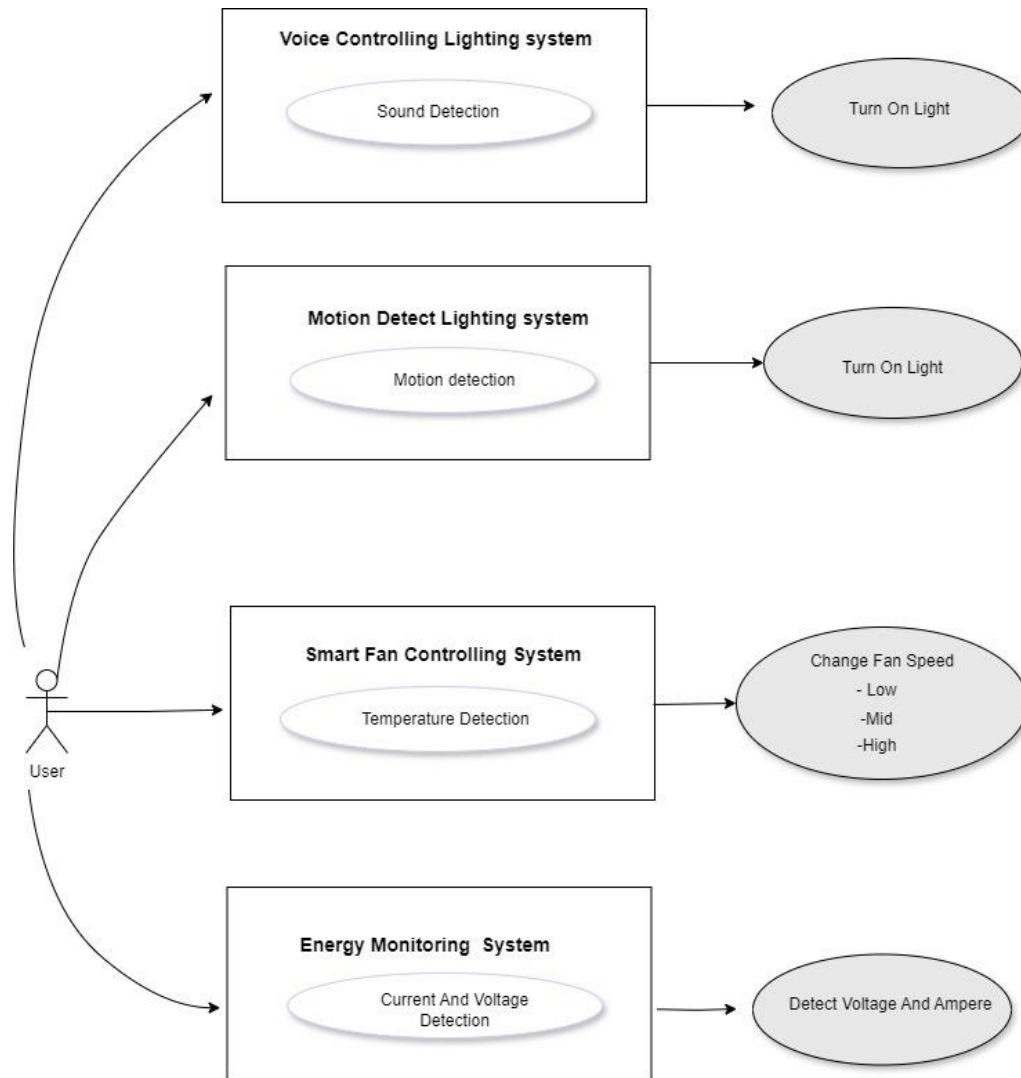 Voice Controlling Lighting system
Sound Detection
Turn On Light
Motion Detect Lighting system
Motion detection
Turn On Light
Smart Fan Controlling System
Temperature Detection
Change Fan Speed
- Low
-Mid
-High
User
Energy Monitoring  System
Current And Voltage
Detection
Detect Voltage And Ampere